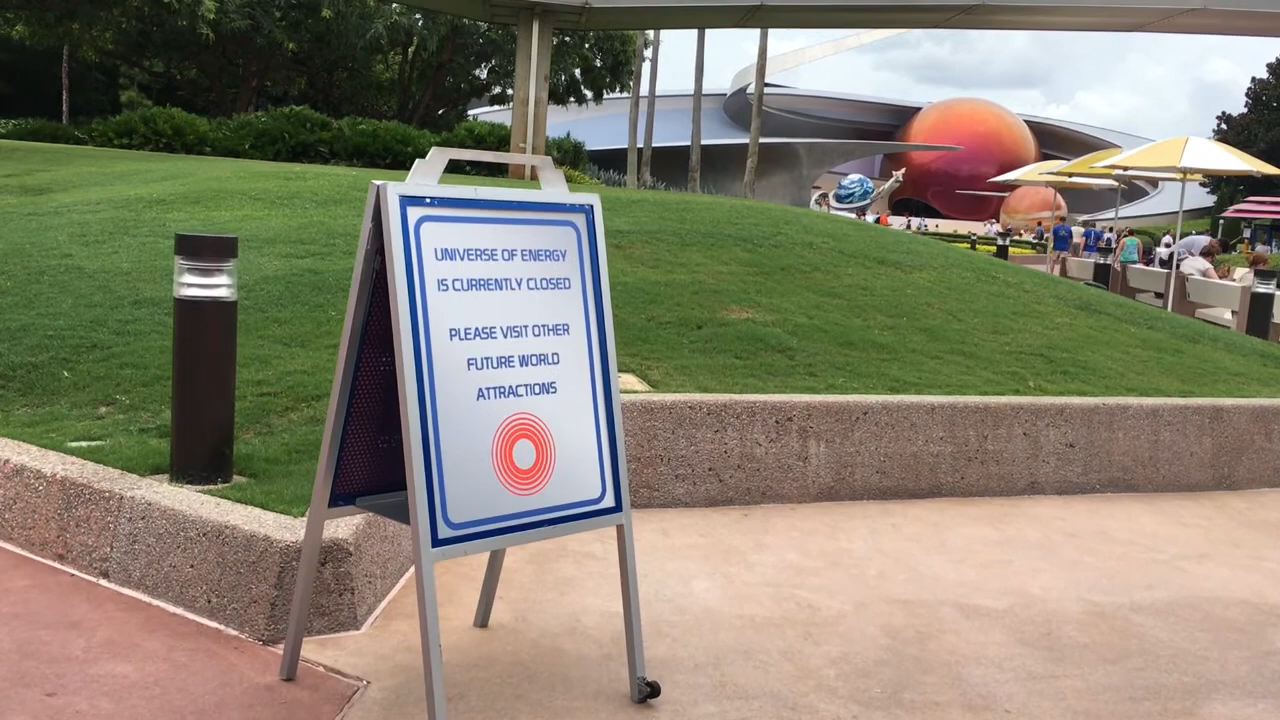 UNIVERSE OF ENERGY
IS CURRENTLY CLOSED
PLEASE VISIT OTHER
FUTURE WORLD
ATTRACTIONS